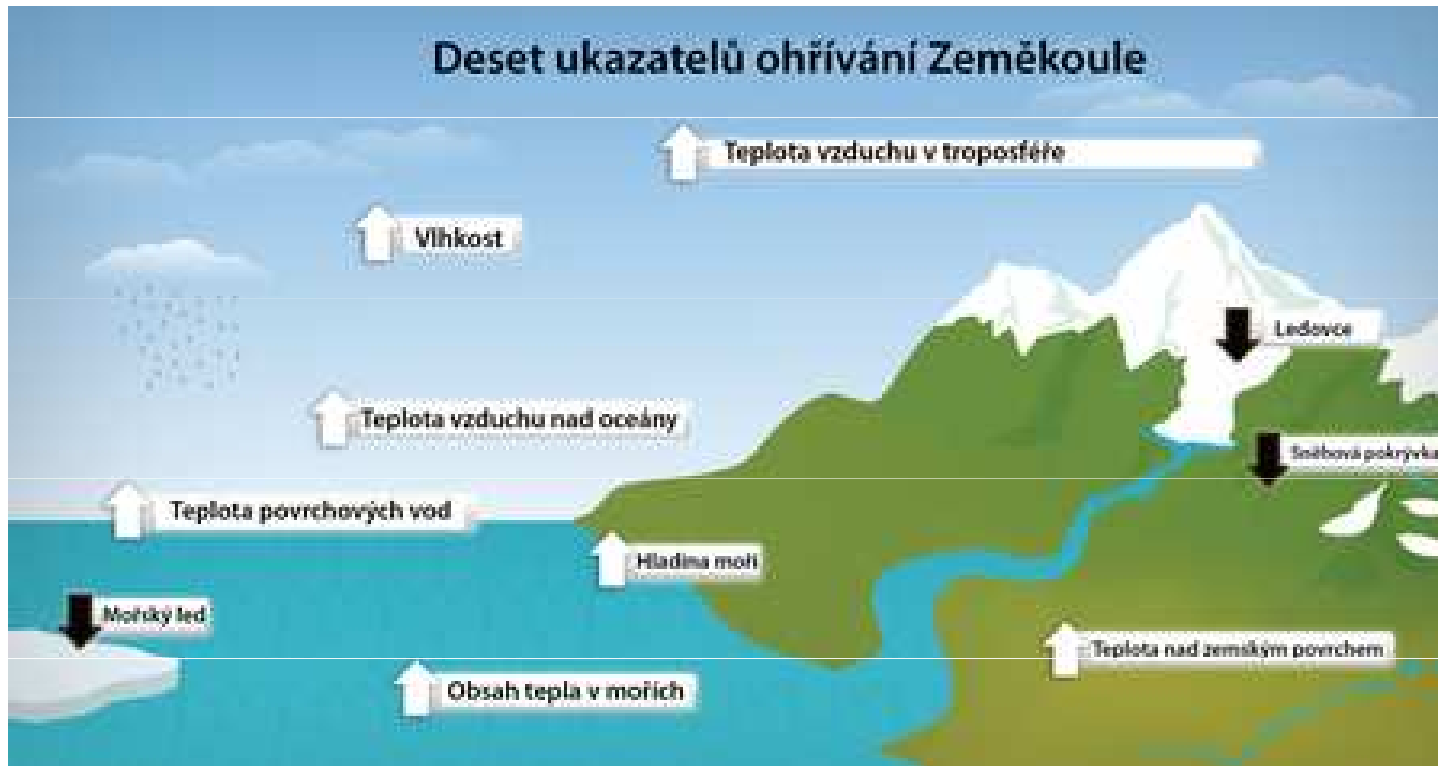 Deset ukazatelů ohřívání Zeměkoule
Teplota vzduchu v troposféře
Vlhkost
Ledovce
Teplota vzduchu nad oceány
Sněhová pokrývka
Teplota povrchových vod
Hladina moří
Mořský led
Teplota nad zemským povrchem
Obsah tepla v mořích